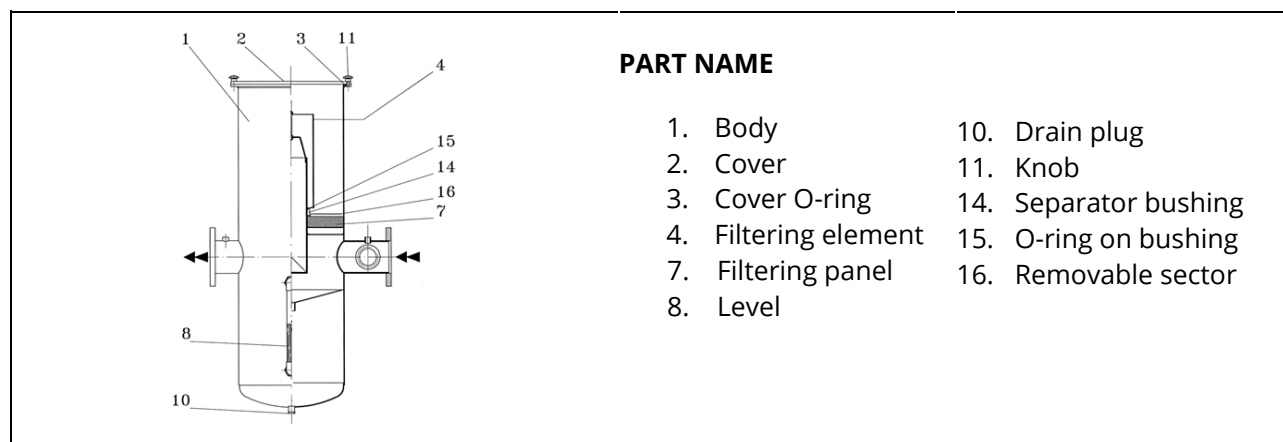 1 2 3 11
4
15
14
16
7
8
10
PART NAME
1. Body
2. Cover
3. Cover O-ring
4. Filtering element
7. Filtering panel
8. Level
10. Drain plug
11. Knob
14. Separator bushing
15. O-ring on bushing
16. Removable sector